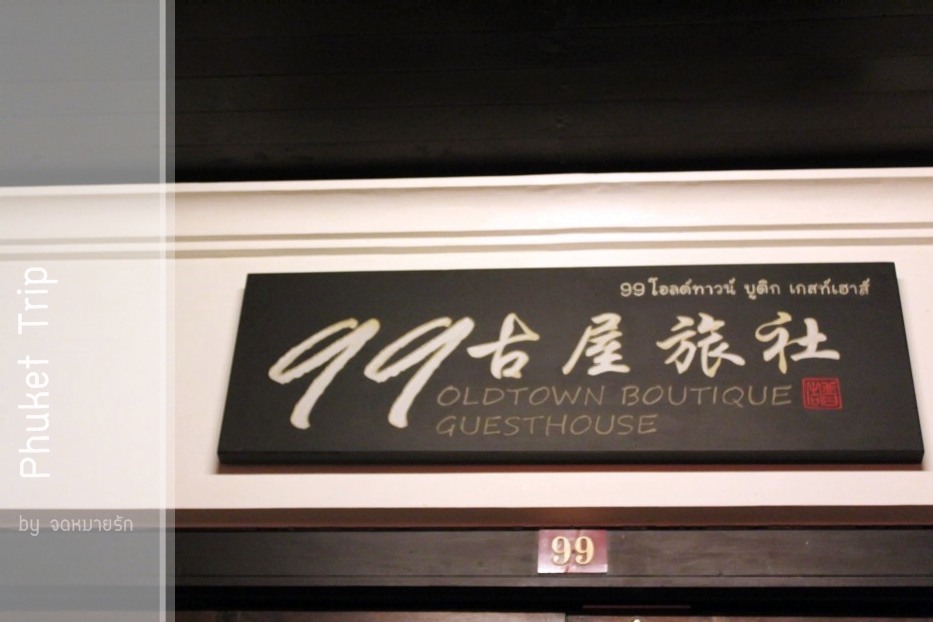 Phuket Trip
by จดหมายรัก
99 โอลด์ทาวน์ บูติก เกสท์เฮาส์
99 古屋旅社
OLDTOWN BOUTIQUE
GUESTHOUSE
99